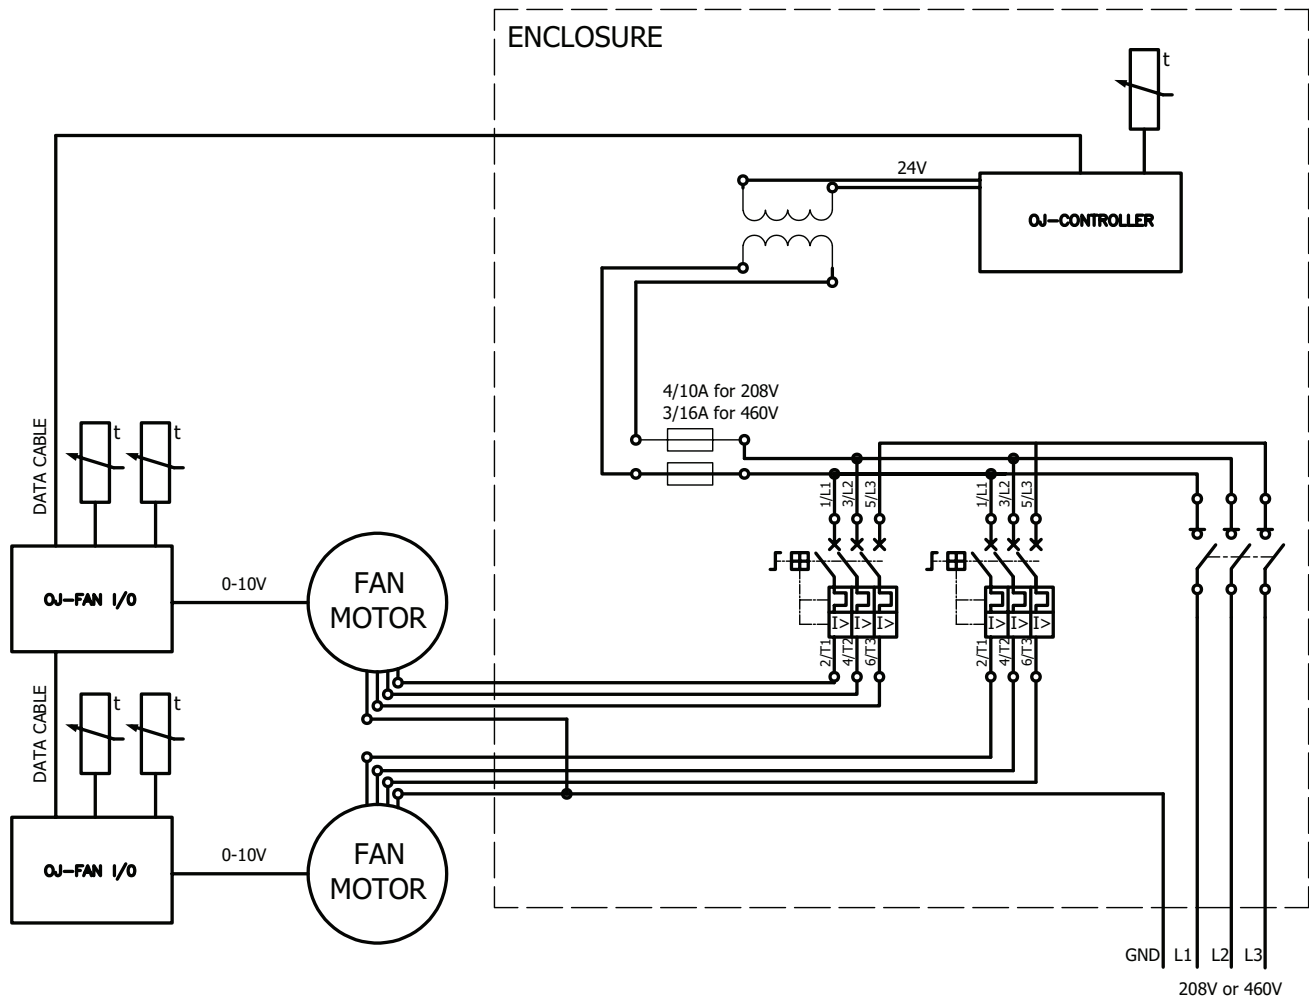 ENCLOSURE
t
24V
OJ-CONTROLLER
4/10A for 208V
3/16A for 460V
DATA CABLE
t
t
1/L1
3/L2
5/L3
1/L1
3/L2
5/L3
OJ-FAN I/O
0-10V
FAN
MOTOR
I>
I>
I>
I>
I>
I>
2/T1
4/T2
6/T3
2/T1
4/T2
6/T3
DATA CABLE
t
t
OJ-FAN I/O
0-10V
FAN
MOTOR
GND
L1
L2
L3
208V or 460V